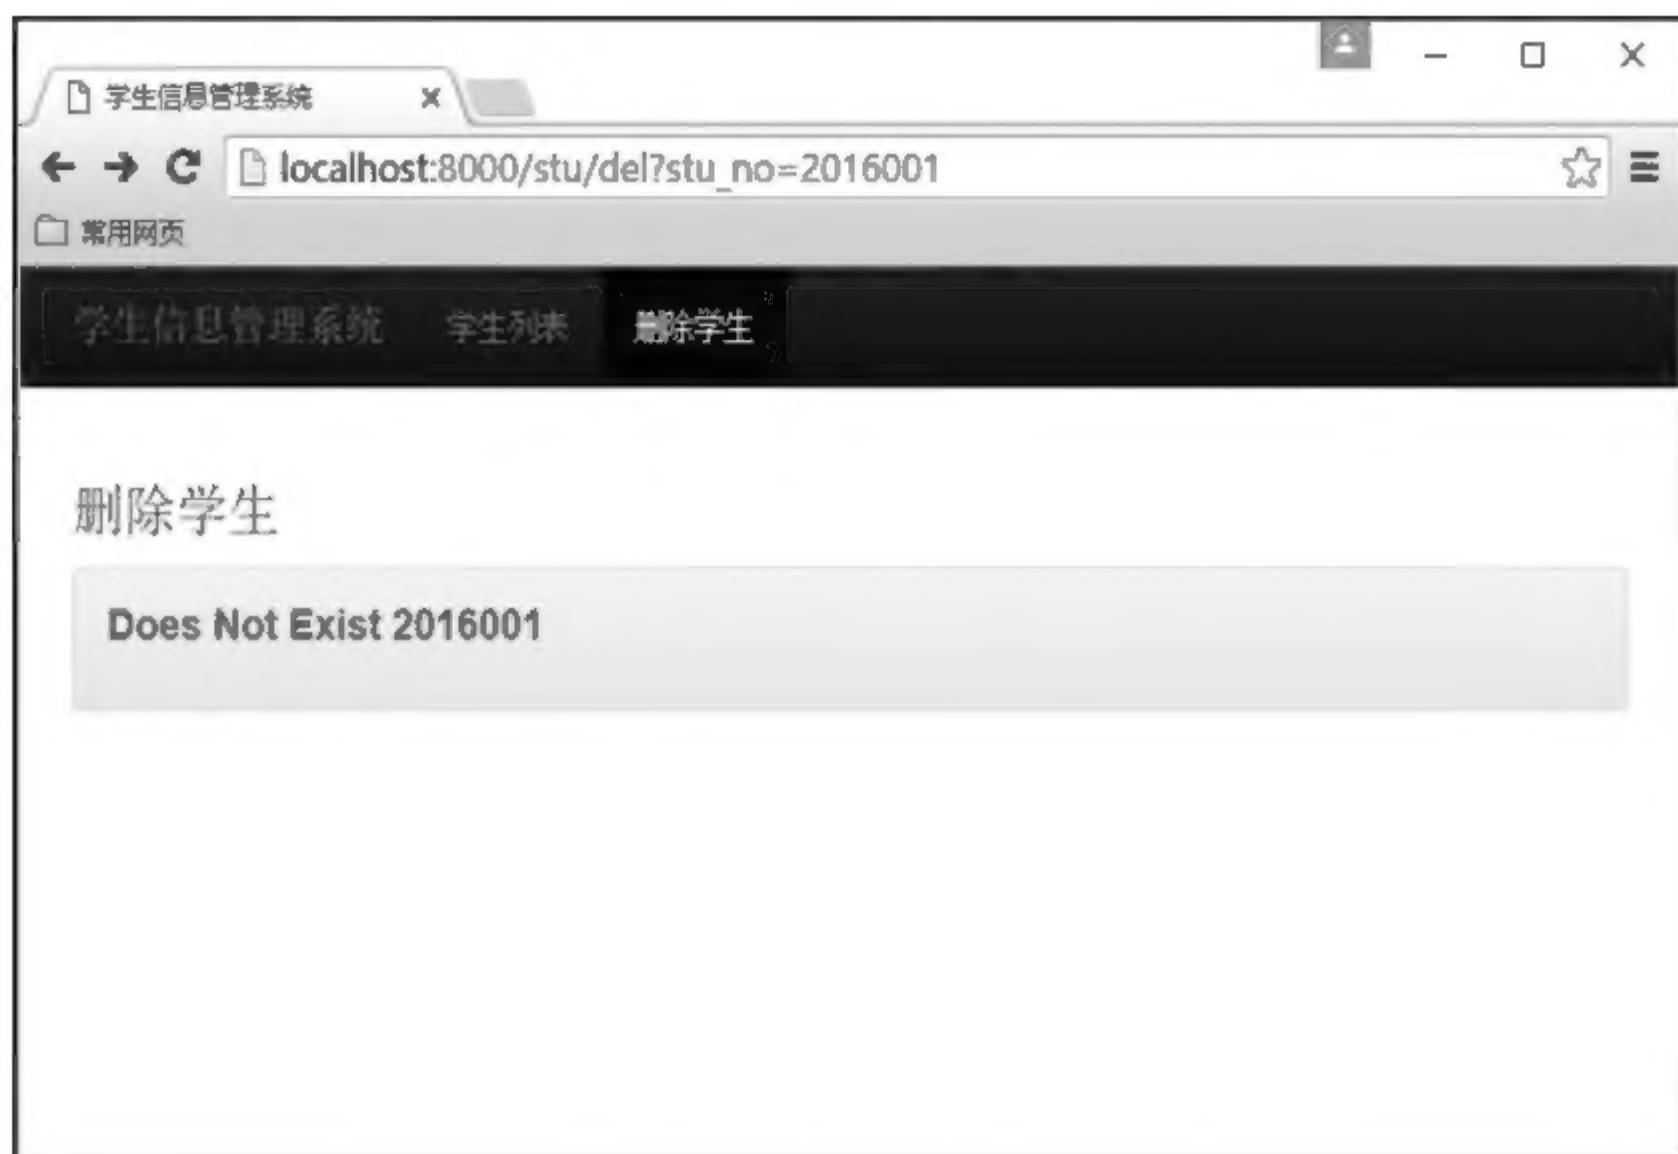 学生信息管理系统
localhost:8000/stu/del?stu_no=2016001
常用网页
学生信息管理系统 学生列表 删除学生
删除学生
Does Not Exist 2016001